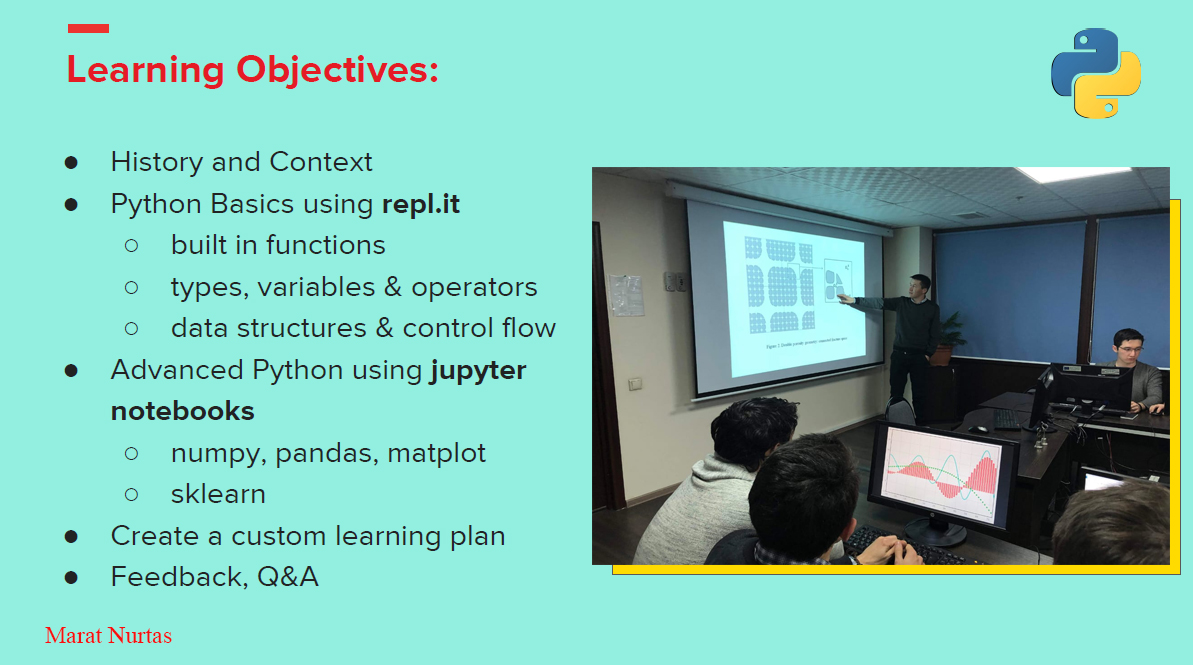 Learning Objectives:
● History and Context
● Python Basics using repl.it
○ built in functions
○ types, variables & operators
○ data structures & control flow
● Advanced Python using jupyter
notebooks
○ numpy, pandas, matplot
○ sklearn
● Create a custom learning plan
● Feedback, Q&A
Marat Nurtas